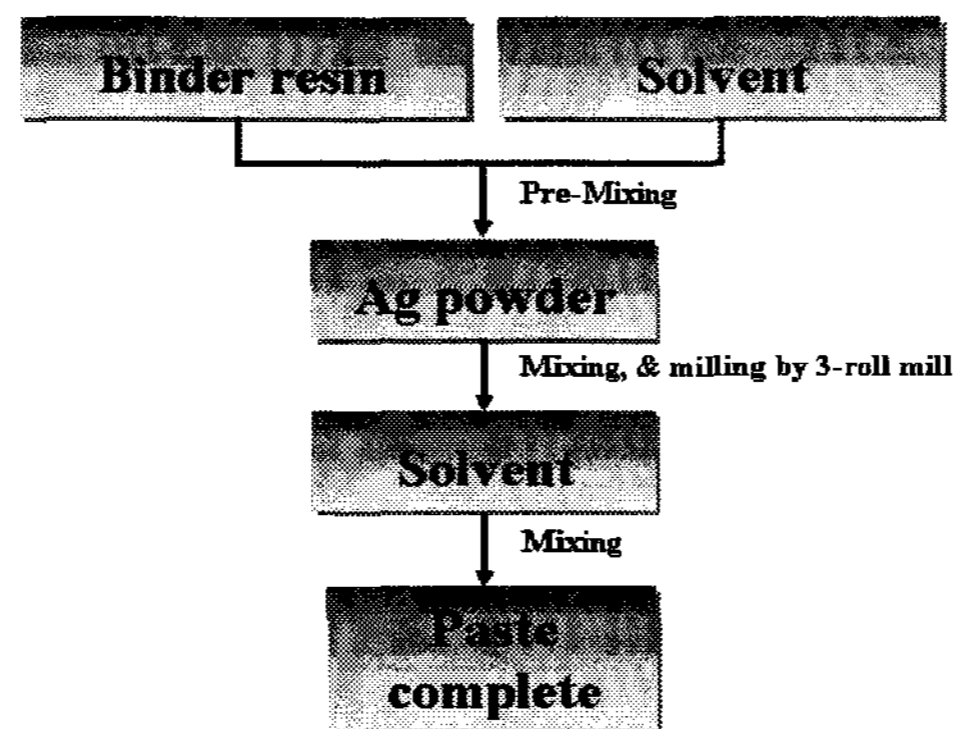 Binder resin
Solvent
Pre-Mixing
Ag powder
Mixing, & milling by 3-roll mill
Solvent
Mixing
Paste
complete